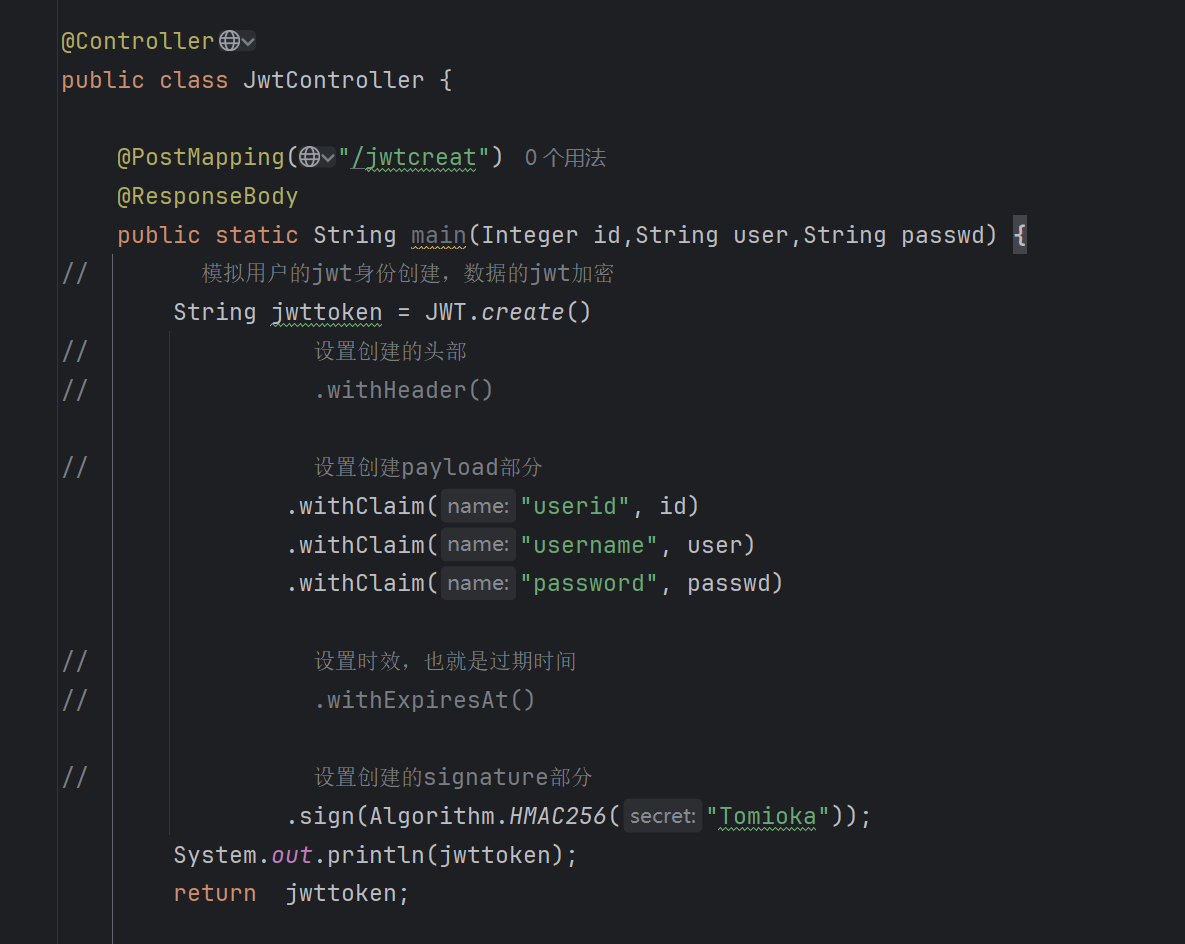 @Controller
public class JwtController {
@PostMapping("/jwtcreat") 0 个用法
@ResponseBody
public static String main(Integer id,String user,String passwd) {
// 模拟用户的jwt身份创建，数据的jwt加密
String jwttoken = JWT.create()
// 设置创建的头部
// .withHeader()
// 设置创建payload部分
.withClaim( name: "userid", id)
.withClaim( name: "username", user)
.withClaim( name: "password", passwd)
// 设置时效，也就是过期时间
// .withExpiresAt()
// 设置创建的signature部分
.sign(Algorithm.HMAC256( secret: "Tomioka"));
System.out.println(jwttoken);
return  jwttoken;